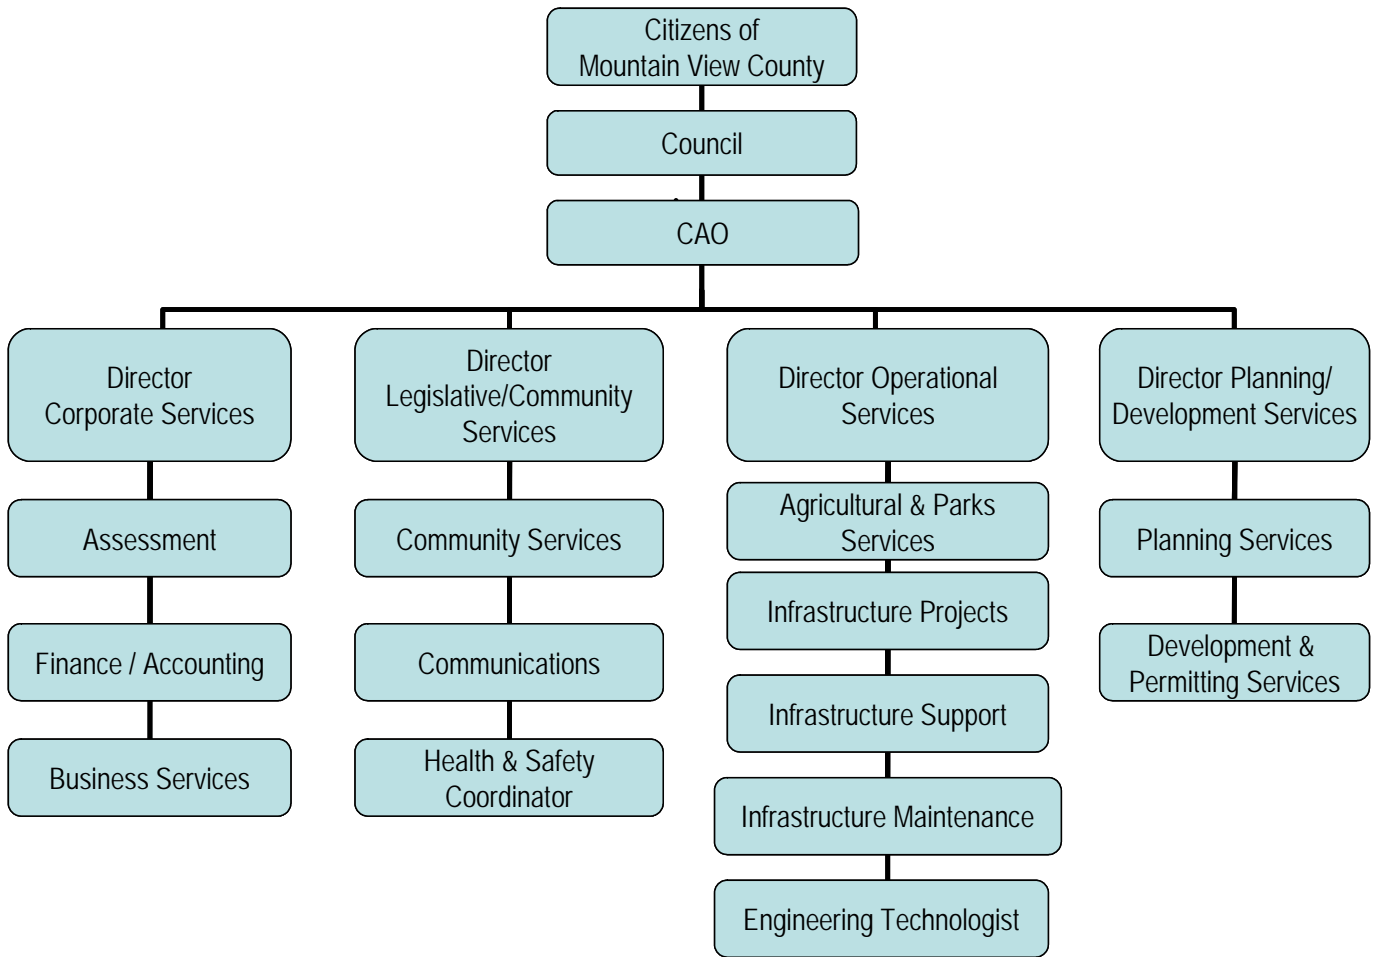 Citizens of
Mountain View County
Council
CAO
Director
Corporate Services
Director
Legislative/Community
Services
Director Operational
Services
Director Planning/
Development Services
Assessment
Community Services
Agricultural & Parks
Services
Planning Services
Finance / Accounting
Communications
Infrastructure Projects
Development &
Permitting Services
Infrastructure Support
Business Services
Health & Safety
Coordinator
Infrastructure Maintenance
Engineering Technologist